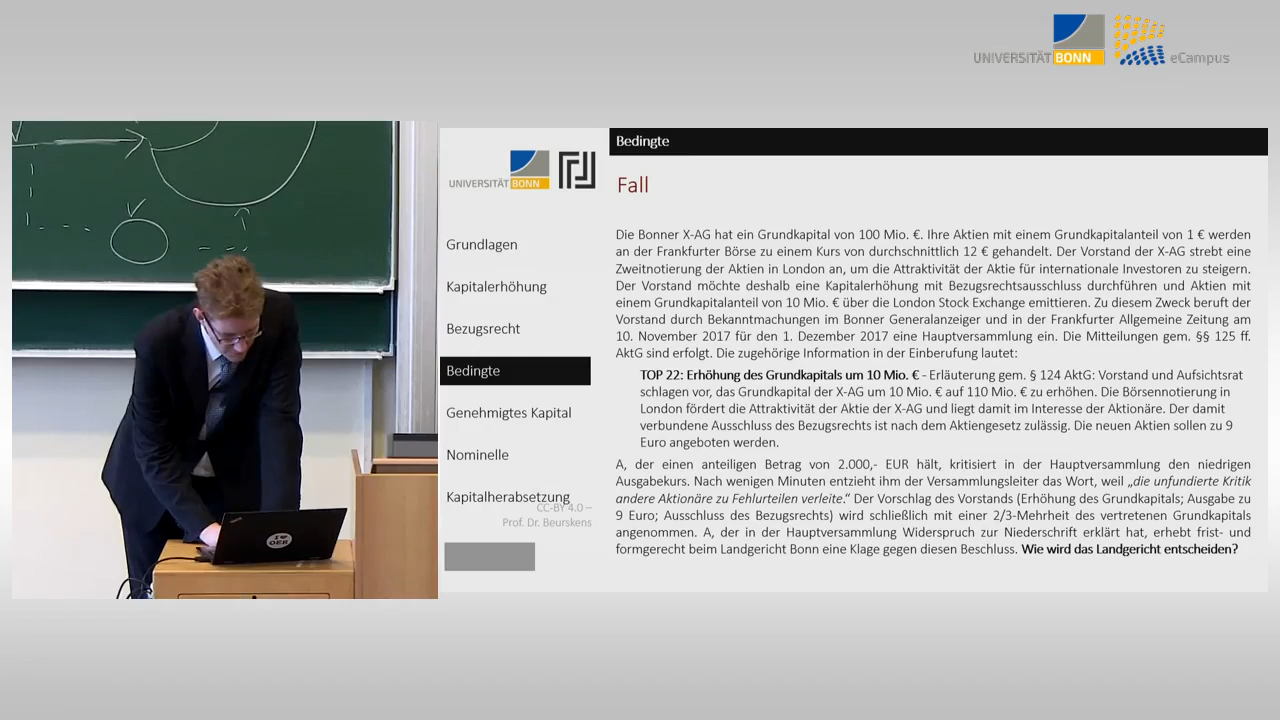 UNIVERSITÄT BONN
eCampus
UNIVERSITÄT BONN
Grundlagen
Kapitalerhöhung
Bezugsrecht
Bedingte
Genehmigtes Kapital
Nominelle
Kapitalherabsetzung
CC-BY 4.0 –
Prof. Dr. Beurskens
ThinkPad
I ♥
OER
Bedingte
Fall
Die Bonner X-AG hat ein Grundkapital von 100 Mio. €. Ihre Aktien mit einem Grundkapitalanteil von 1 € werden
an der Frankfurter Börse zu einem Kurs von durchschnittlich 12 € gehandelt. Der Vorstand der X-AG strebt eine
Zweitnotierung der Aktien in London an, um die Attraktivität der Aktie für internationale Investoren zu steigern.
Der Vorstand möchte deshalb eine Kapitalerhöhung mit Bezugsrechtsausschluss durchführen und Aktien mit
einem Grundkapitalanteil von 10 Mio. € über die London Stock Exchange emittieren. Zu diesem Zweck beruft der
Vorstand durch Bekanntmachungen im Bonner Generalanzeiger und in der Frankfurter Allgemeine Zeitung am
10. November 2017 für den 1. Dezember 2017 eine Hauptversammlung ein. Die Mitteilungen gem. §§ 125 ff.
AktG sind erfolgt. Die zugehörige Information in der Einberufung lautet:
TOP 22: Erhöhung des Grundkapitals um 10 Mio. € - Erläuterung gem. § 124 AktG: Vorstand und Aufsichtsrat
schlagen vor, das Grundkapital der X-AG um 10 Mio. € auf 110 Mio. € zu erhöhen. Die Börsennotierung in
London fördert die Attraktivität der Aktie der X-AG und liegt damit im Interesse der Aktionäre. Der damit
verbundene Ausschluss des Bezugsrechts ist nach dem Aktiengesetz zulässig. Die neuen Aktien sollen zu 9
Euro angeboten werden.
A, der einen anteiligen Betrag von 2.000,- EUR hält, kritisiert in der Hauptversammlung den niedrigen
Ausgabekurs. Nach wenigen Minuten entzieht ihm der Versammlungsleiter das Wort, weil „die unfundierte Kritik
andere Aktionäre zu Fehlurteilen verleite.“ Der Vorschlag des Vorstands (Erhöhung des Grundkapitals; Ausgabe zu
9 Euro; Ausschluss des Bezugsrechts) wird schließlich mit einer 2/3-Mehrheit des vertretenen Grundkapitals
angenommen. A, der in der Hauptversammlung Widerspruch zur Niederschrift erklärt hat, erhebt frist- und
formgerecht beim Landgericht Bonn eine Klage gegen diesen Beschluss. Wie wird das Landgericht entscheiden?